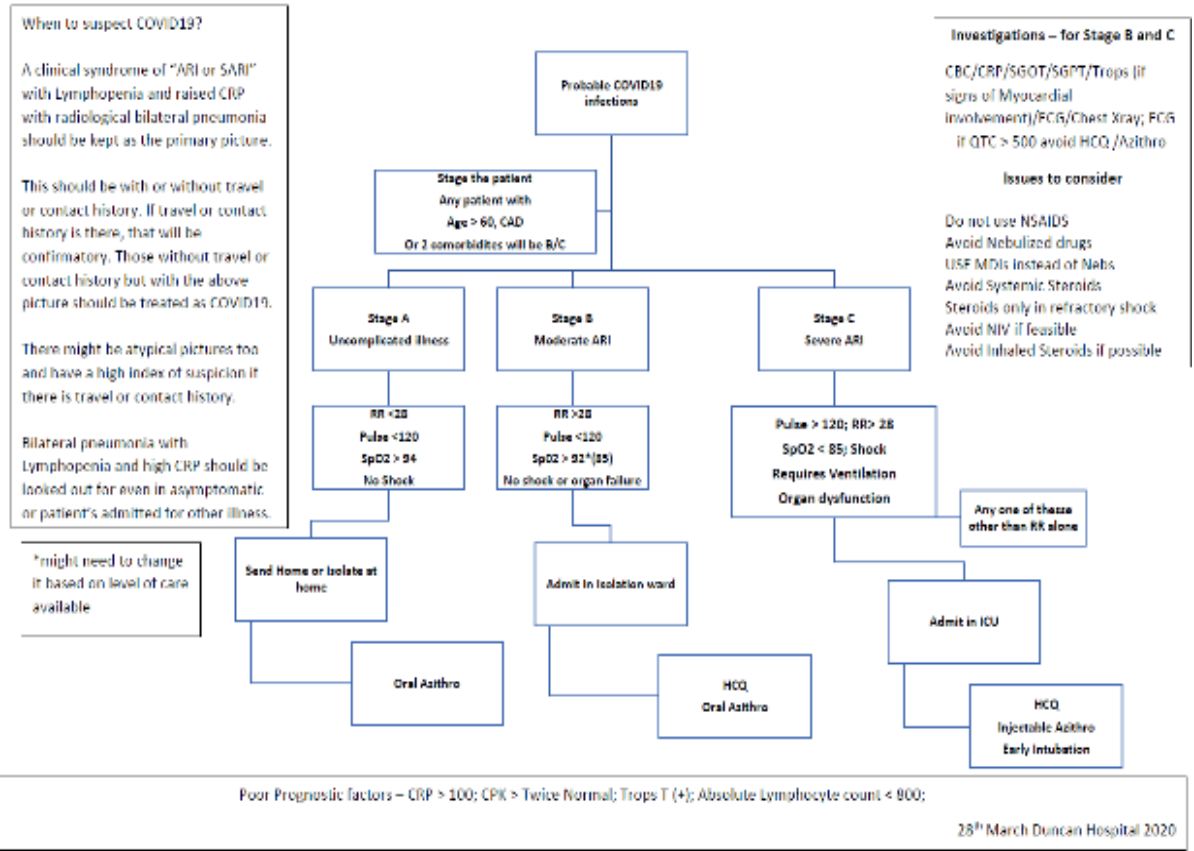 When to suspect COVID19?
A clinical syndrome of "ARI or SARI"
with Lymphopenia and raised CRP
with radiological bilateral pneumonia
should be kept as the primary picture.
This should be with or without travel
or contact history. If travel or contact
history is there, that will be
confirmatory. Those without travel or
contact history but with the above
picture should be treated as COVID19.
There might be atypical pictures too
and have a high index of suspicion if
there is travel or contact history.
Bilateral pneumonia with
Lymphopenia and high CRP should be
looked out for even in asymptomatic
or patient's admitted for other illness.
*might need to change
it based on level of care
available
Probable COVID19
infections
Stage the patient
Any patient with
Age > 60, CAD
Or 2 comorbidites will be B/C
Stage A
Uncomplicated illness
Stage B
Moderate ARI
Stage C
Severe ARI
RR <28
Pulse <120
SpO2 > 94
No Shock
RR >28
Pulse <120
SpO2 > 92*(85)
No shock or organ failure
Pulse > 120; RR> 28
SpO2 < 85; Shock
Requires Ventilation
Organ dysfunction
Any one of thesse
other than RR alone
Send Home or Isolate at
home
Admit in Isolation ward
Admit in ICU
Oral Azithro
HCQ
Oral Azithro
HCQ
Injectable Azithro
Early Intubation
Investigations – for Stage B and C
CBC/CRP/SGOT/SGPT/Trops (if
signs of Myocardial
involvement)/ECG/Chest Xray; ECG
if QTC > 500 avoid HCQ /Azithro
Issues to consider
Do not use NSAIDS
Avoid Nebulized drugs
USE MDIs instead of Nebs
Avoid Systemic Steroids
Steroids only in refractory shock
Avoid NIV if feasible
Avoid Inhaled Steroids if possible
Poor Prognostic factors – CRP > 100; CPK > Twice Normal; Trops T (+); Absolute Lymphocyte count < 800;
28th March Duncan Hospital 2020